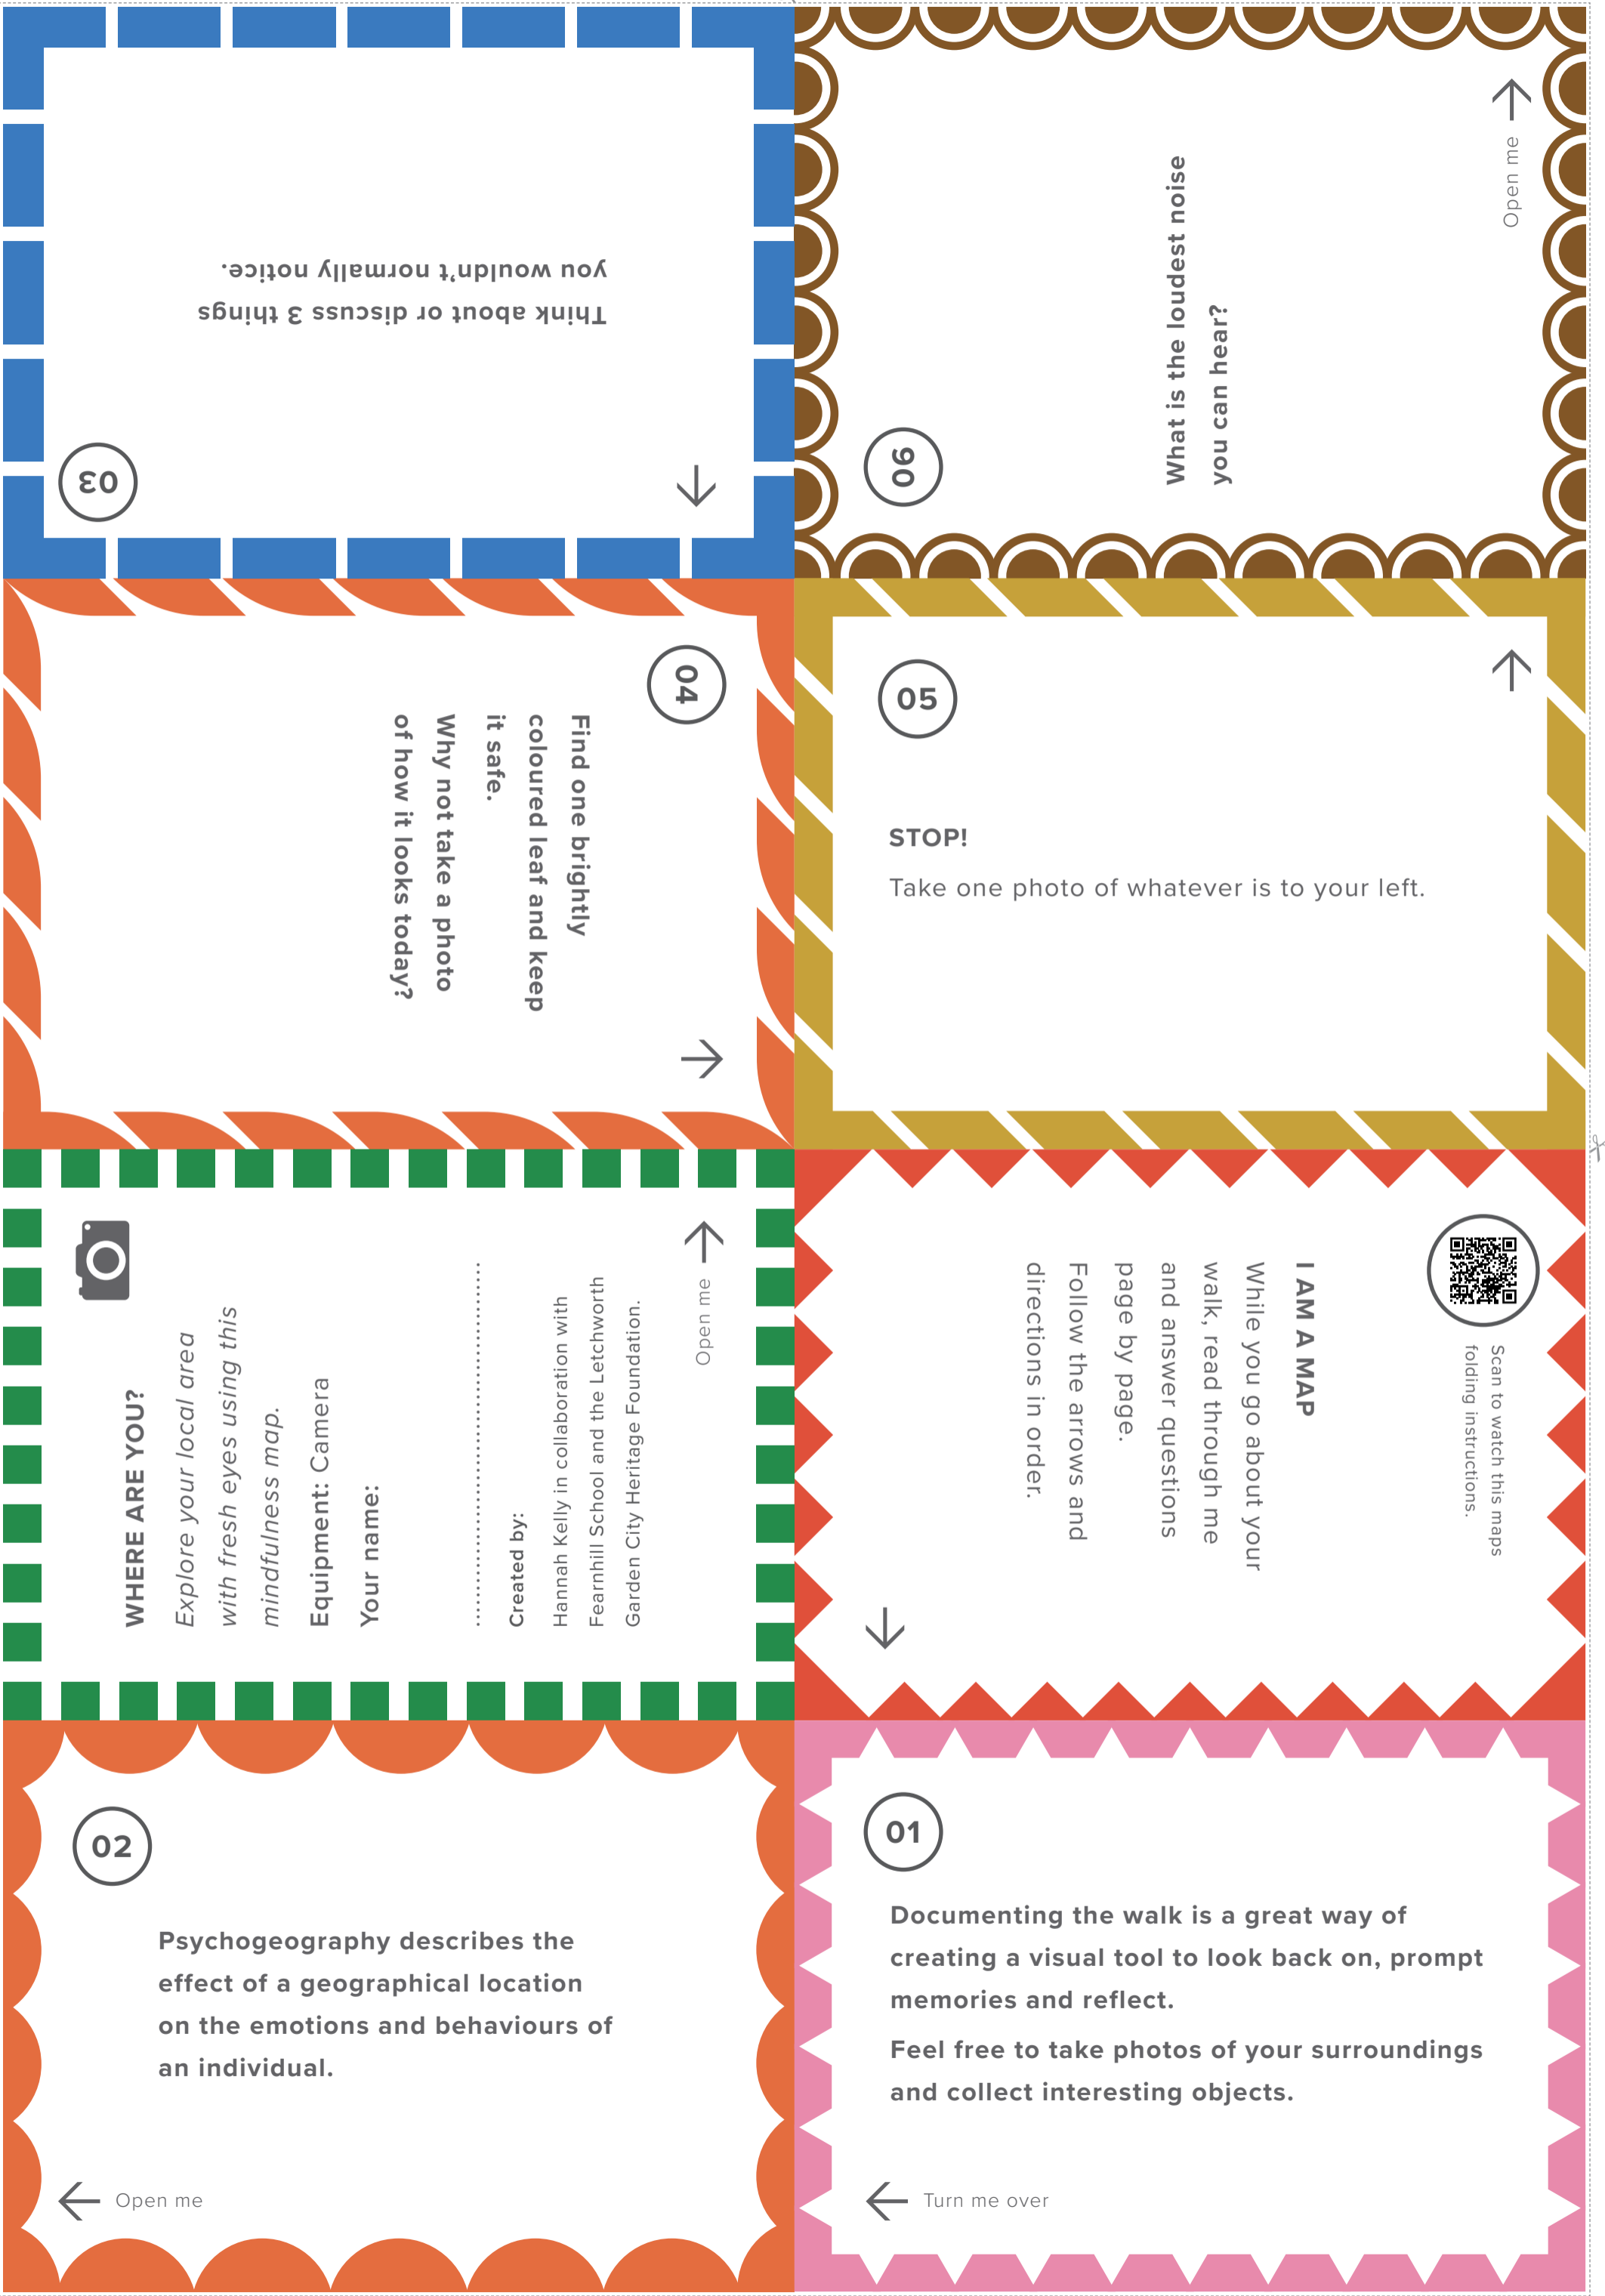 Think about or discuss 3 things
you wouldn't normally notice.
03
What is the loudest noise
you can hear?
06
Open me
04
Find one brightly
coloured leaf and keep
it safe.
Why not take a photo
of how it looks today?
05
STOP!
Take one photo of whatever is to your left.
WHERE ARE YOU?
Explore your local area
with fresh eyes using this
mindfulness map.
Equipment: Camera
Your name:
Created by:
Hannah Kelly in collaboration with
Fearnhill School and the Letchworth
Garden City Heritage Foundation.
Open me
Scan to watch this maps
folding instructions.
I AM A MAP
While you go about your
walk, read through me
and answer questions
page by page.
Follow the arrows and
directions in order.
02
Psychogeography describes the
effect of a geographical location
on the emotions and behaviours of
an individual.
Open me
01
Documenting the walk is a great way of
creating a visual tool to look back on, prompt
memories and reflect.
Feel free to take photos of your surroundings
and collect interesting objects.
Turn me over